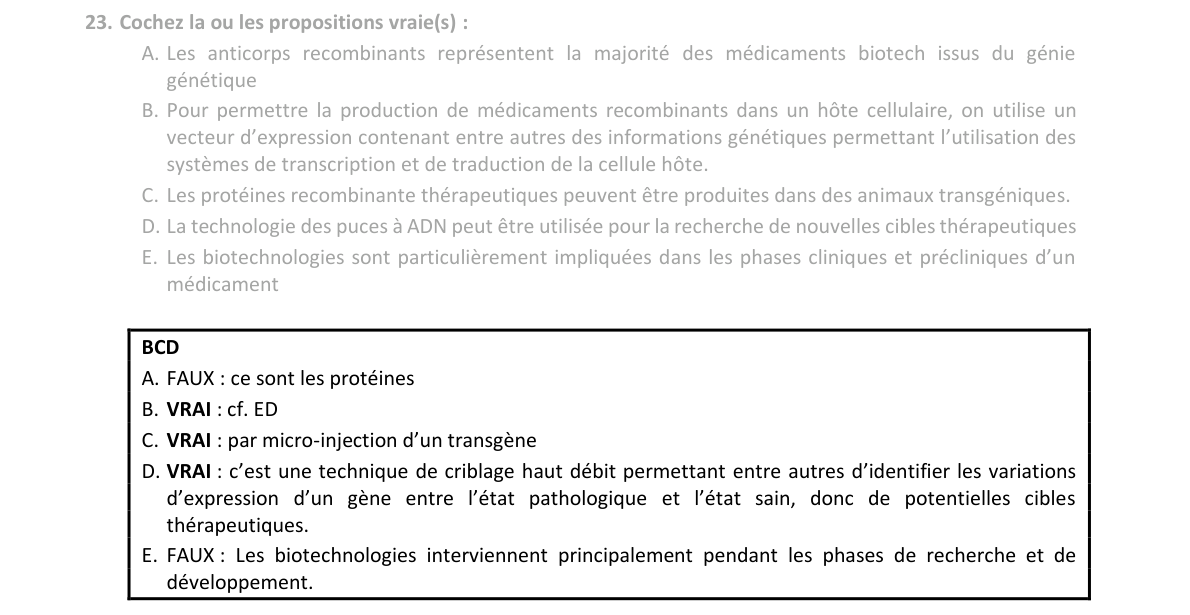 23. Cochez la ou les propositions vraie(s) :
A. Les anticorps recombinants représentent la majorité des médicaments biotech issus du génie
génétique
B. Pour permettre la production de médicaments recombinants dans un hôte cellulaire, on utilise un
vecteur d’expression contenant entre autres des informations génétiques permettant l’utilisation des
systèmes de transcription et de traduction de la cellule hôte.
C. Les protéines recombinante thérapeutiques peuvent être produites dans des animaux transgéniques.
D. La technologie des puces à ADN peut être utilisée pour la recherche de nouvelles cibles thérapeutiques
E. Les biotechnologies sont particulièrement impliquées dans les phases cliniques et précliniques d’un
médicament
BCD
A. FAUX : ce sont les protéines
B. VRAI : cf. ED
C. VRAI : par micro-injection d’un transgène
D. VRAI : c’est une technique de criblage haut débit permettant entre autres d’identifier les variations
d’expression d’un gène entre l’état pathologique et l’état sain, donc de potentielles cibles
thérapeutiques.
E. FAUX : Les biotechnologies interviennent principalement pendant les phases de recherche et de
développement.